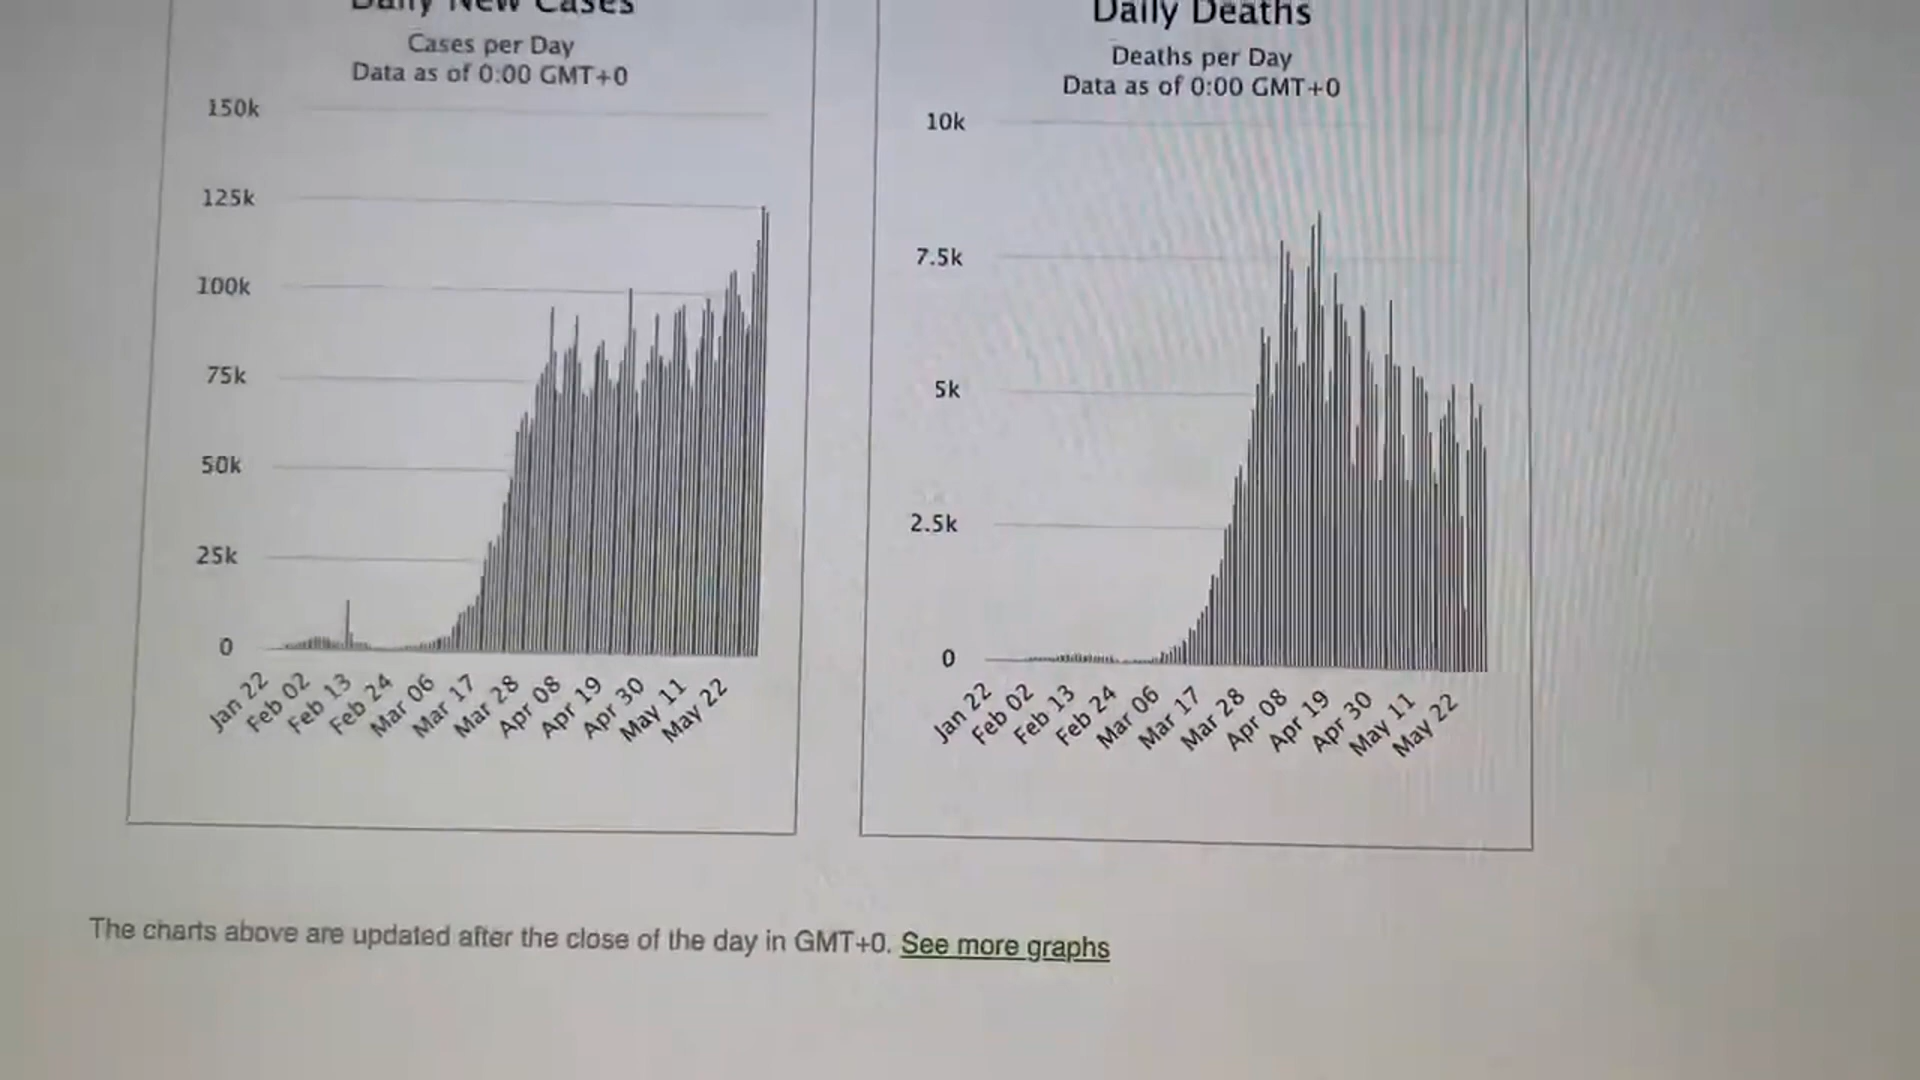 Daily New Cases
Cases per Day
Data as of 0:00 GMT+0
150k
125k
100k
75k
50k
25k
0
Jan 22
Feb 02
Feb 13
Feb 24
Mar 06
Mar 17
Mar 28
Apr 08
Apr 19
Apr 30
May 11
May 22
Daily Deaths
Deaths per Day
Data as of 0:00 GMT+0
10k
7.5k
5k
2.5k
0
Jan 22
Feb 02
Feb 13
Feb 24
Mar 06
Mar 17
Mar 28
Apr 08
Apr 19
Apr 30
May 11
May 22
The charts above are updated after the close of the day in GMT+0. See more graphs